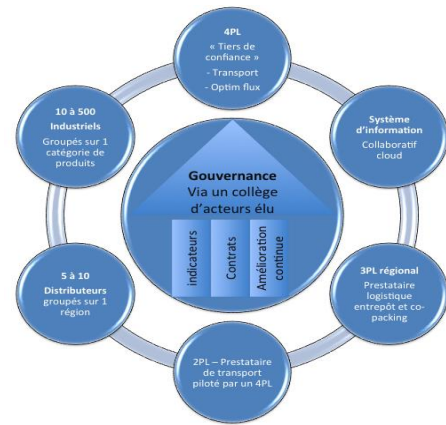 4PL
« Tiers de
confiance »
- Transport
- Optim flux
10 à 500
Industriels
Groupés sur 1
catégorie de
produits
Système
d'information
Collaboratif
cloud
Gouvernance
Via un collège
d'acteurs élu
indicateurs
Contrats
Amélioration
continue
5 à 10
Distributeurs
groupés sur 1
région
3PL régional
Prestataire
logistique
entrepôt et co-
packing
2PL – Prestataire
de transport
piloté par un 4PL